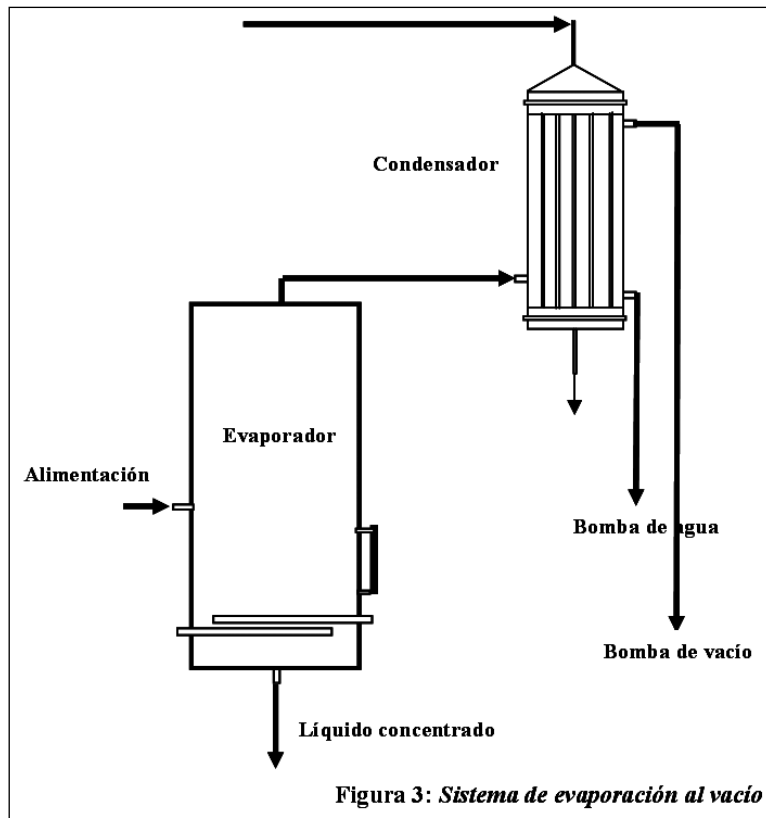 Condensador
Evaporador
Alimentación
Bomba de agua
Bomba de vacío
Líquido concentrado
Figura 3: Sistema de evaporación al vacío